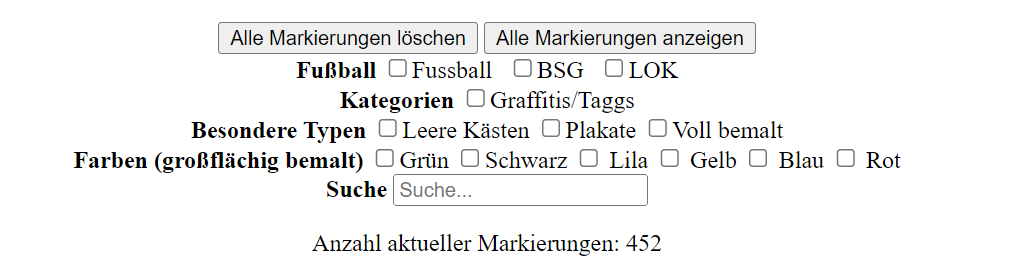 Alle Markierungen löschen Alle Markierungen anzeigen
Fußball Fussball BSG LOK
Kategorien Graffitis/Taggs
Besondere Typen Leere Kästen Plakate Voll bemalt
Farben (großflächig bemalt) Grün Schwarz Lila Gelb Blau Rot
Suche Suche...
Anzahl aktueller Markierungen: 452